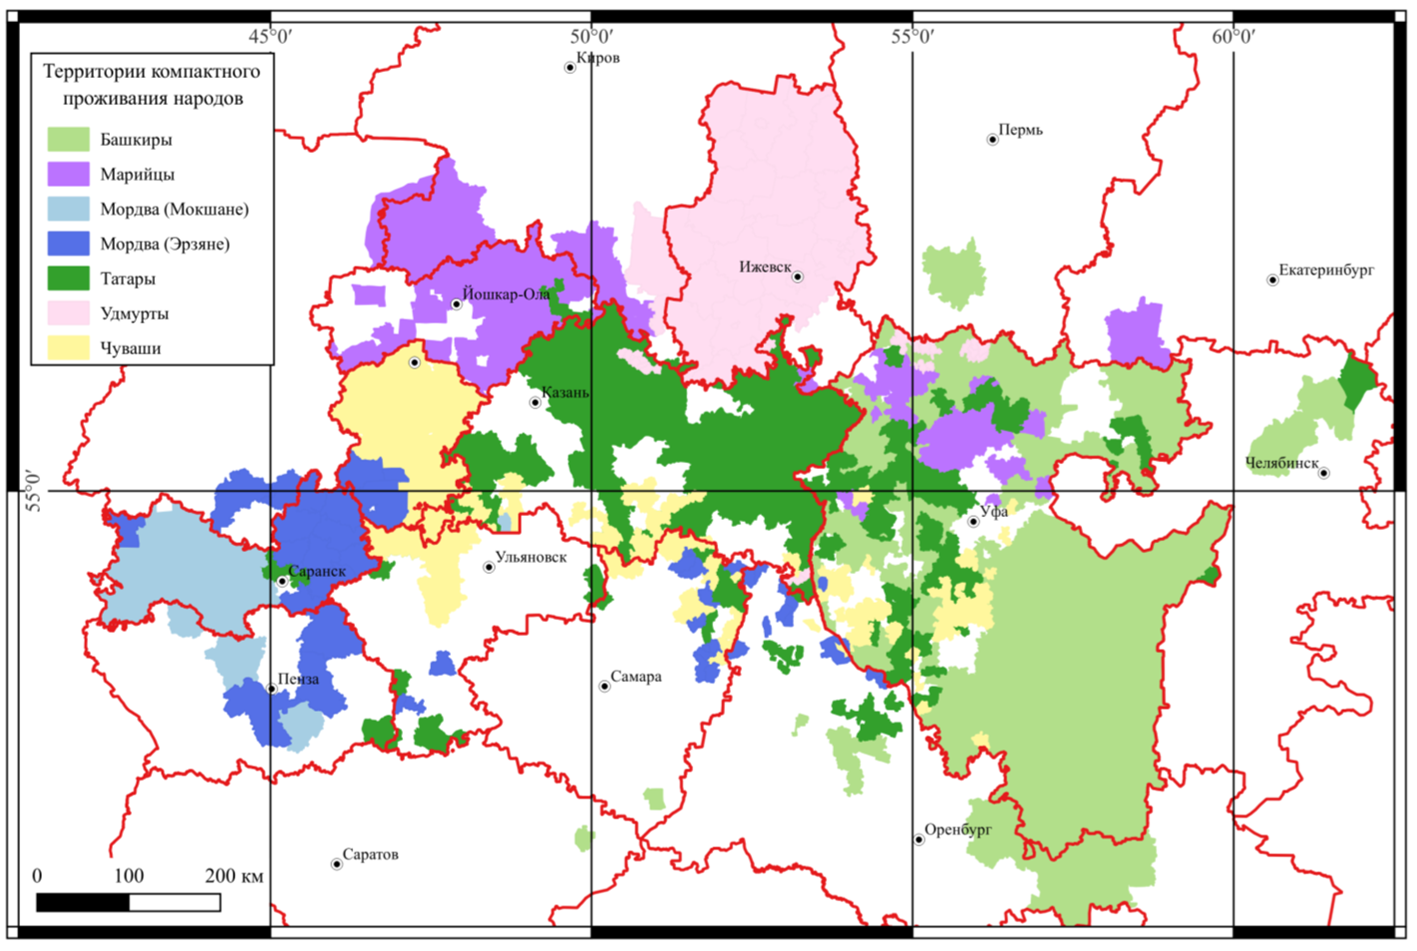 45°0′ 50°0′ 55°0′ 60°0′
Киров
Территории компактного
проживания народов
Башкиры
Марийцы
Мордва (Мокшане)
Мордва (Эрзяне)
Татары
Удмурты
Чуваши
Пермь
Ижевск
Екатеринбург
Йошкар-Ола
Казань
Челябинск
55°0′
Уфа
Ульяновск
Саранск
Пенза
Самара
Оренбург
Саратов
0 100 200 км